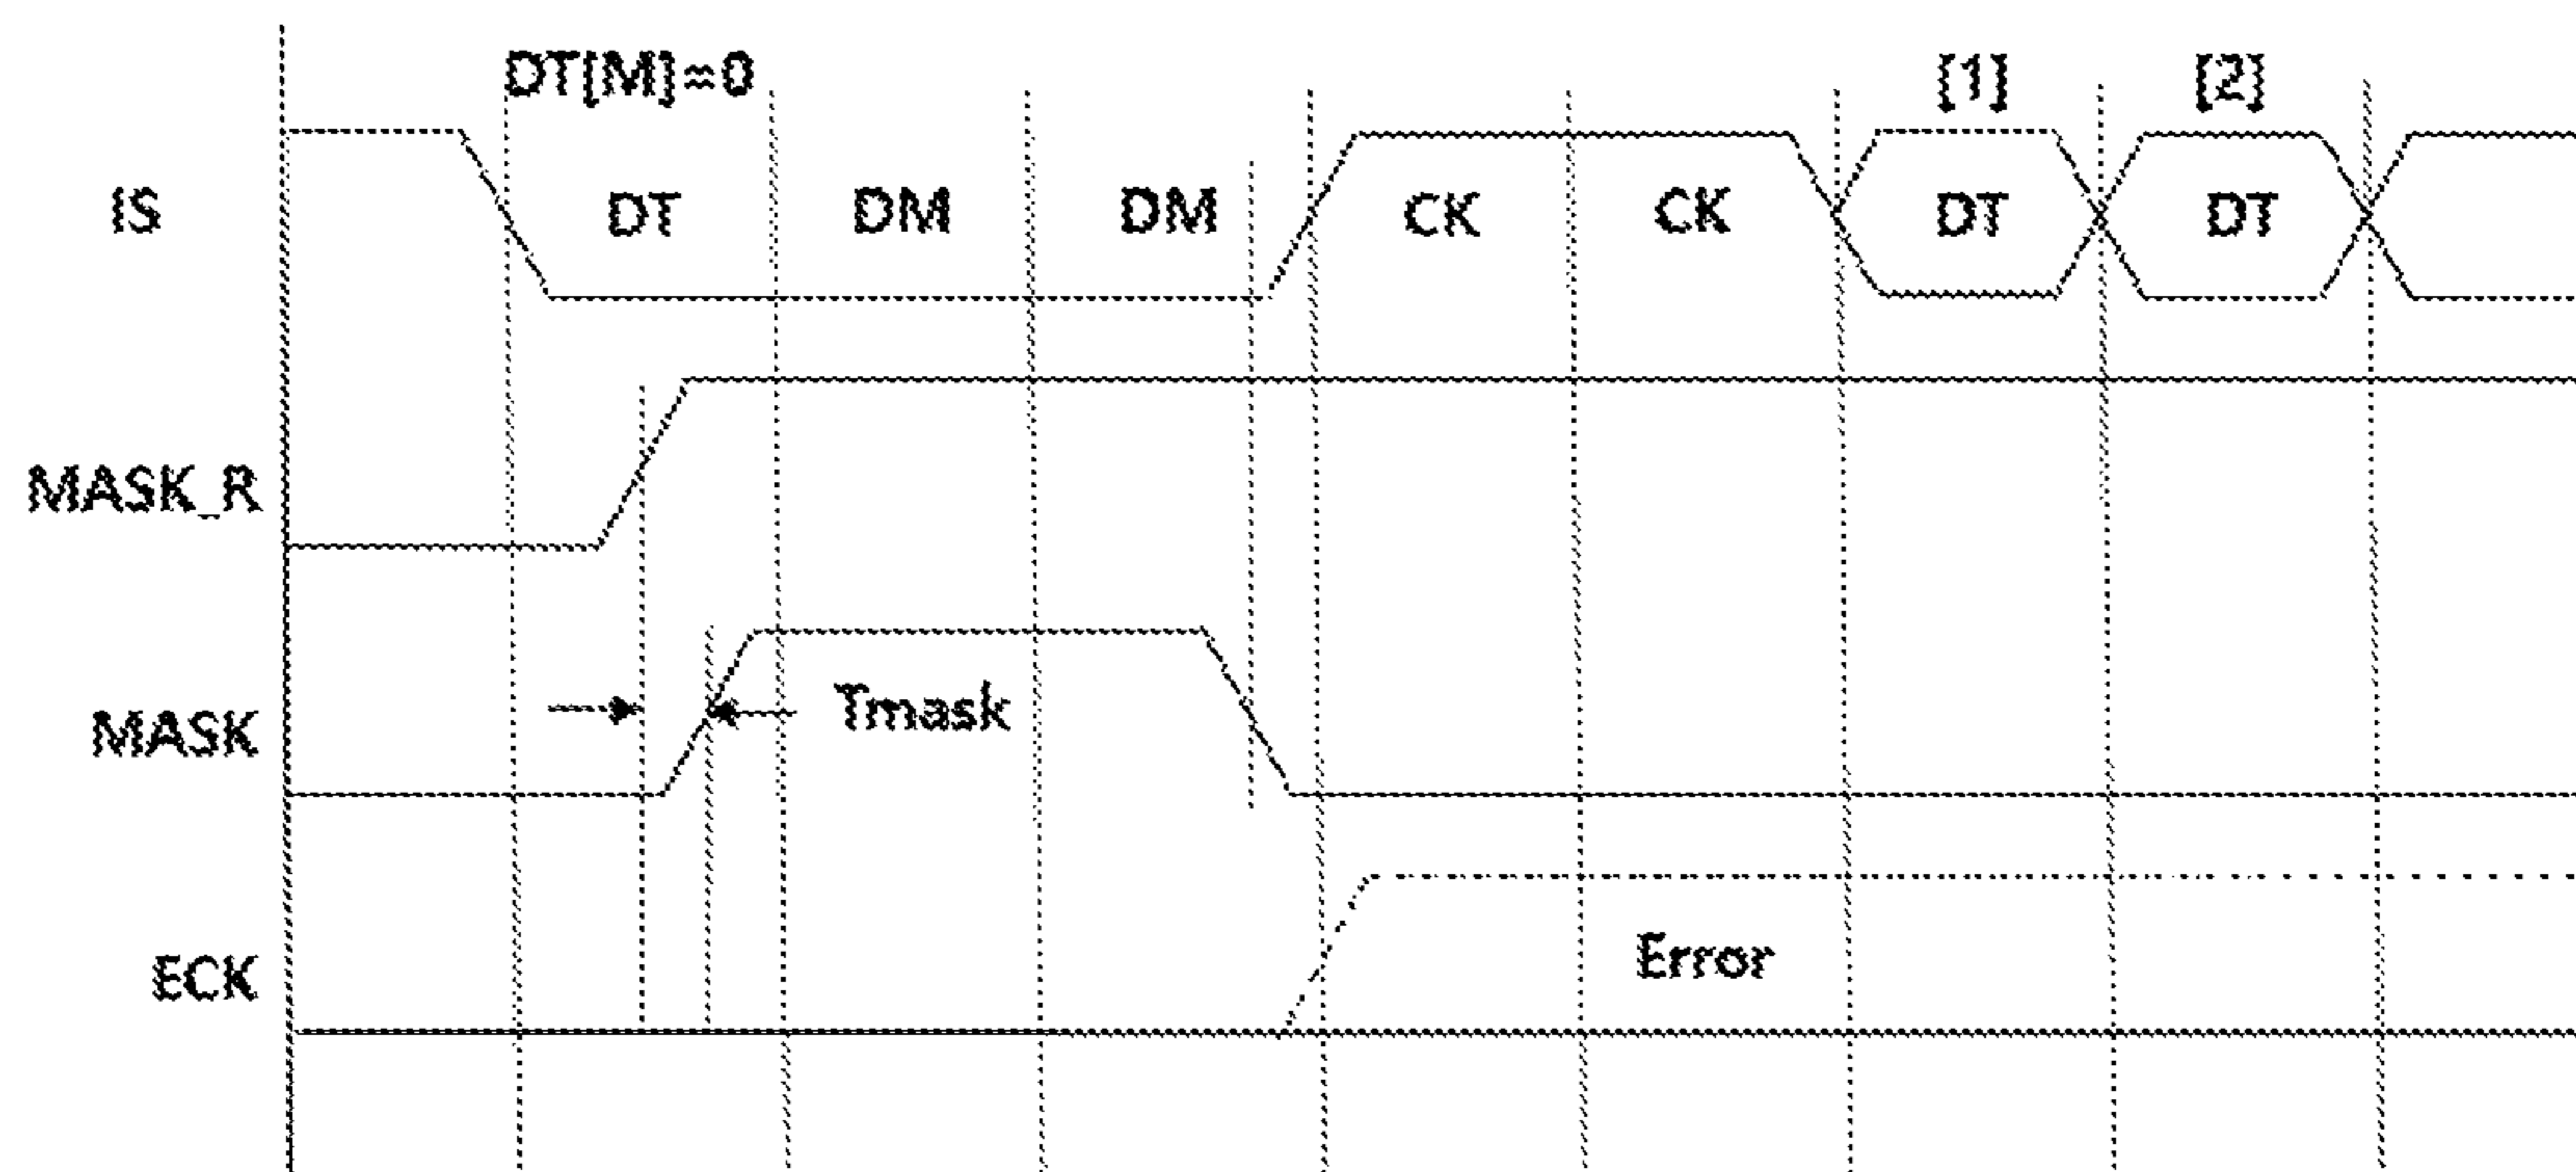 DT[M]=0
[1] [2]
IS DT DM DM CK CK DT DT
MASK_R
MASK Tmask
ECK Error